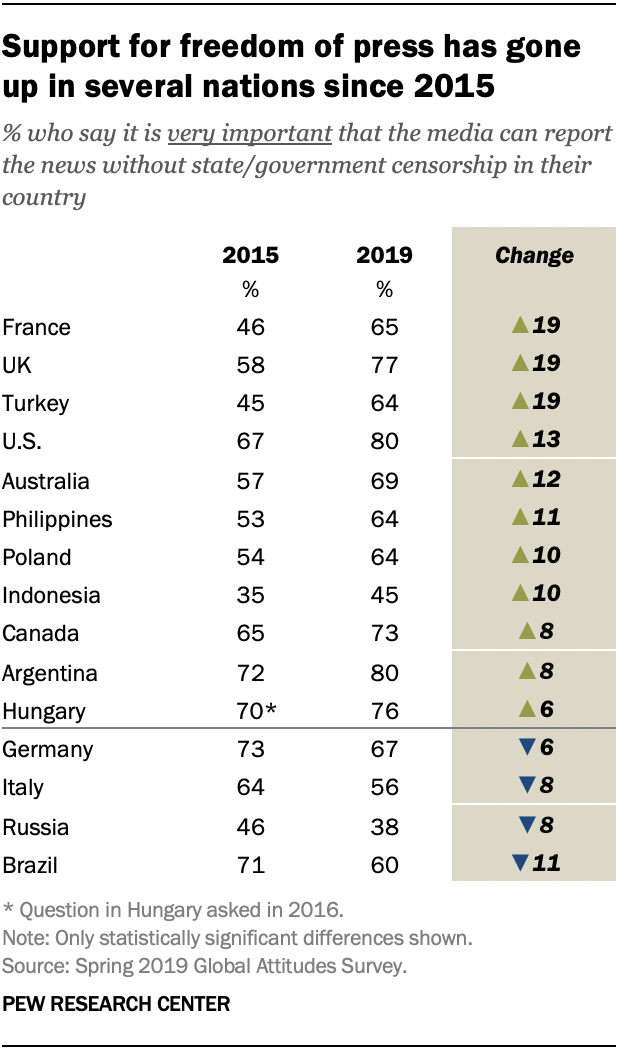 Support for freedom of press has gone
up in several nations since 2015
% who say it is very important that the media can report
the news without state/government censorship in their
country
2015 2019 Change
% %
France 46 65 ▲19
UK 58 77 ▲19
Turkey 45 64 ▲19
U.S. 67 80 ▲13
Australia 57 69 ▲12
Philippines 53 64 ▲11
Poland 54 64 ▲10
Indonesia 35 45 ▲10
Canada 65 73 ▲8
Argentina 72 80 ▲8
Hungary 70* 76 ▲6
Germany 73 67 ▼6
Italy 64 56 ▼8
Russia 46 38 ▼8
Brazil 71 60 ▼11
* Question in Hungary asked in 2016.
Note: Only statistically significant differences shown.
Source: Spring 2019 Global Attitudes Survey.
PEW RESEARCH CENTER